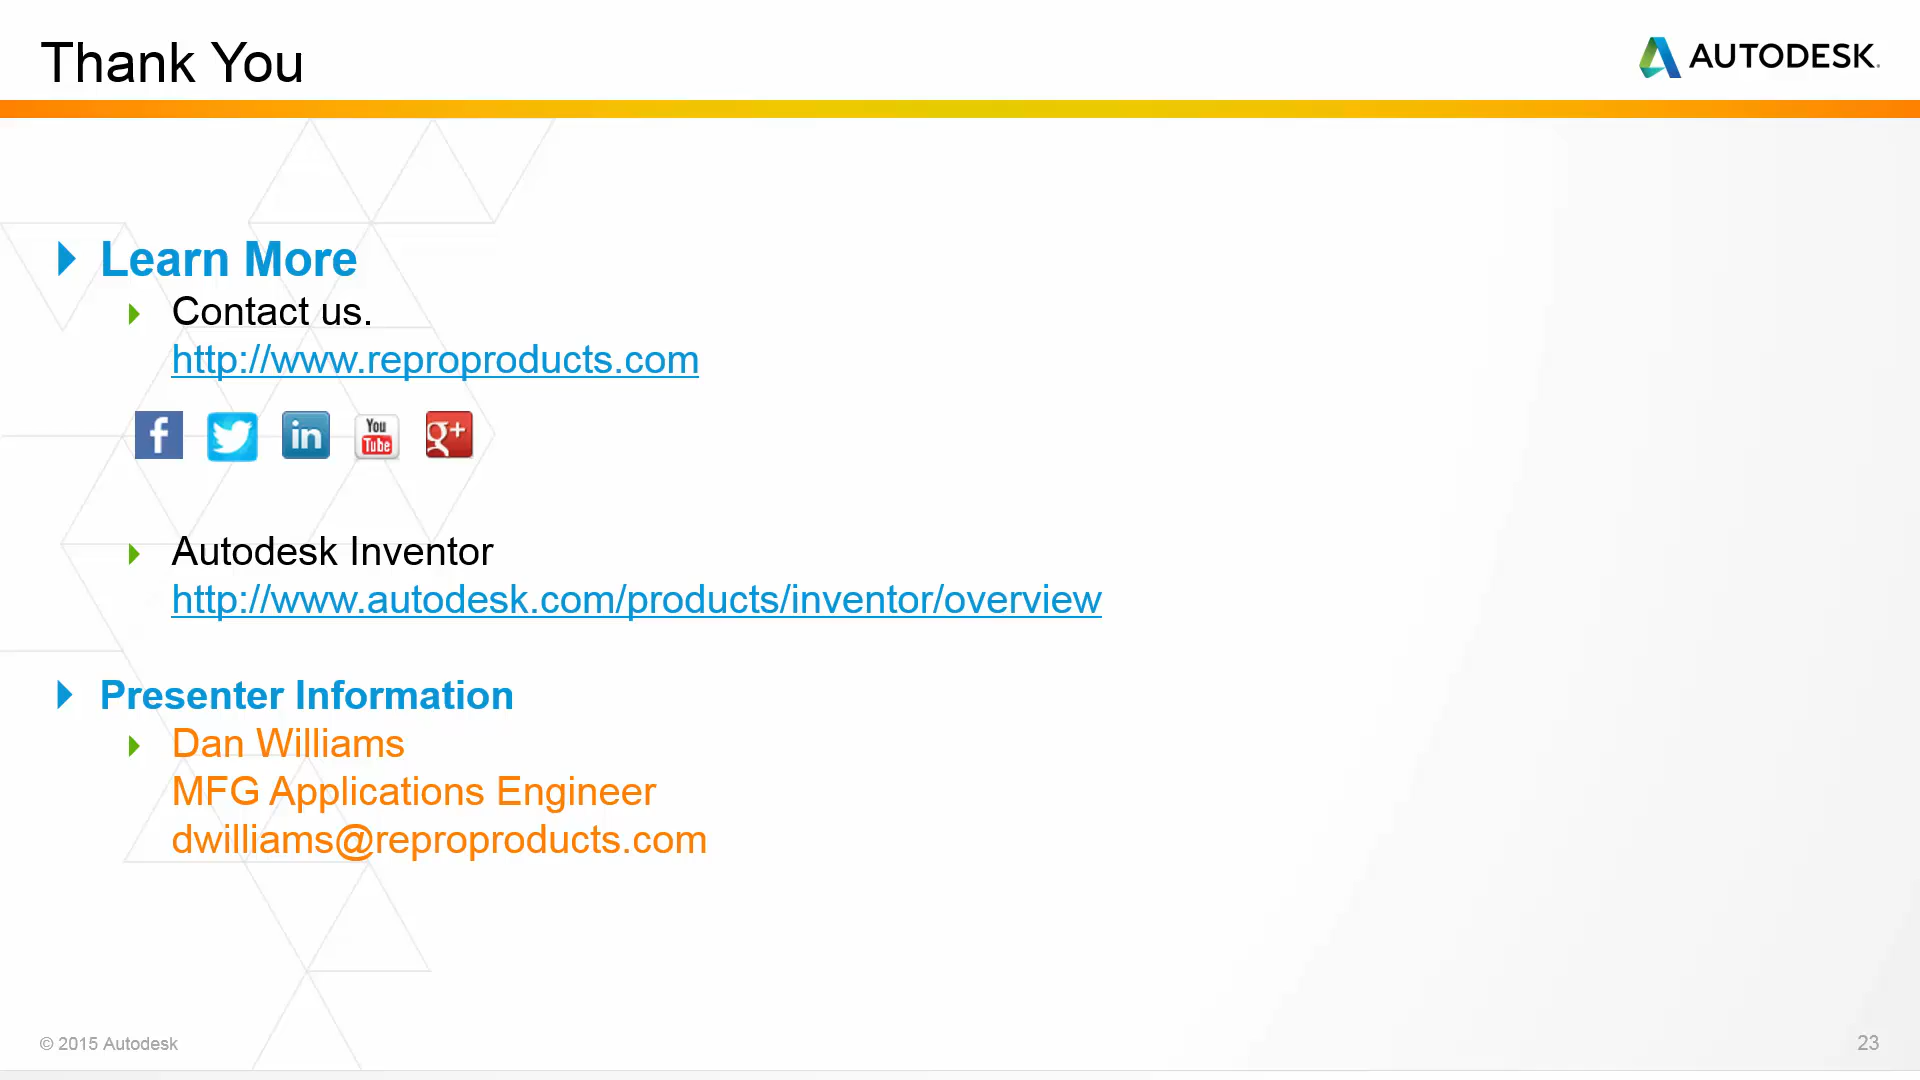 Thank You
AUTODESK.
Learn More
Contact us.
http://www.reproproducts.com
f in You Tube g+
Autodesk Inventor
http://www.autodesk.com/products/inventor/overview
Presenter Information
Dan Williams
MFG Applications Engineer
dwilliams@reproproducts.com
© 2015 Autodesk
23